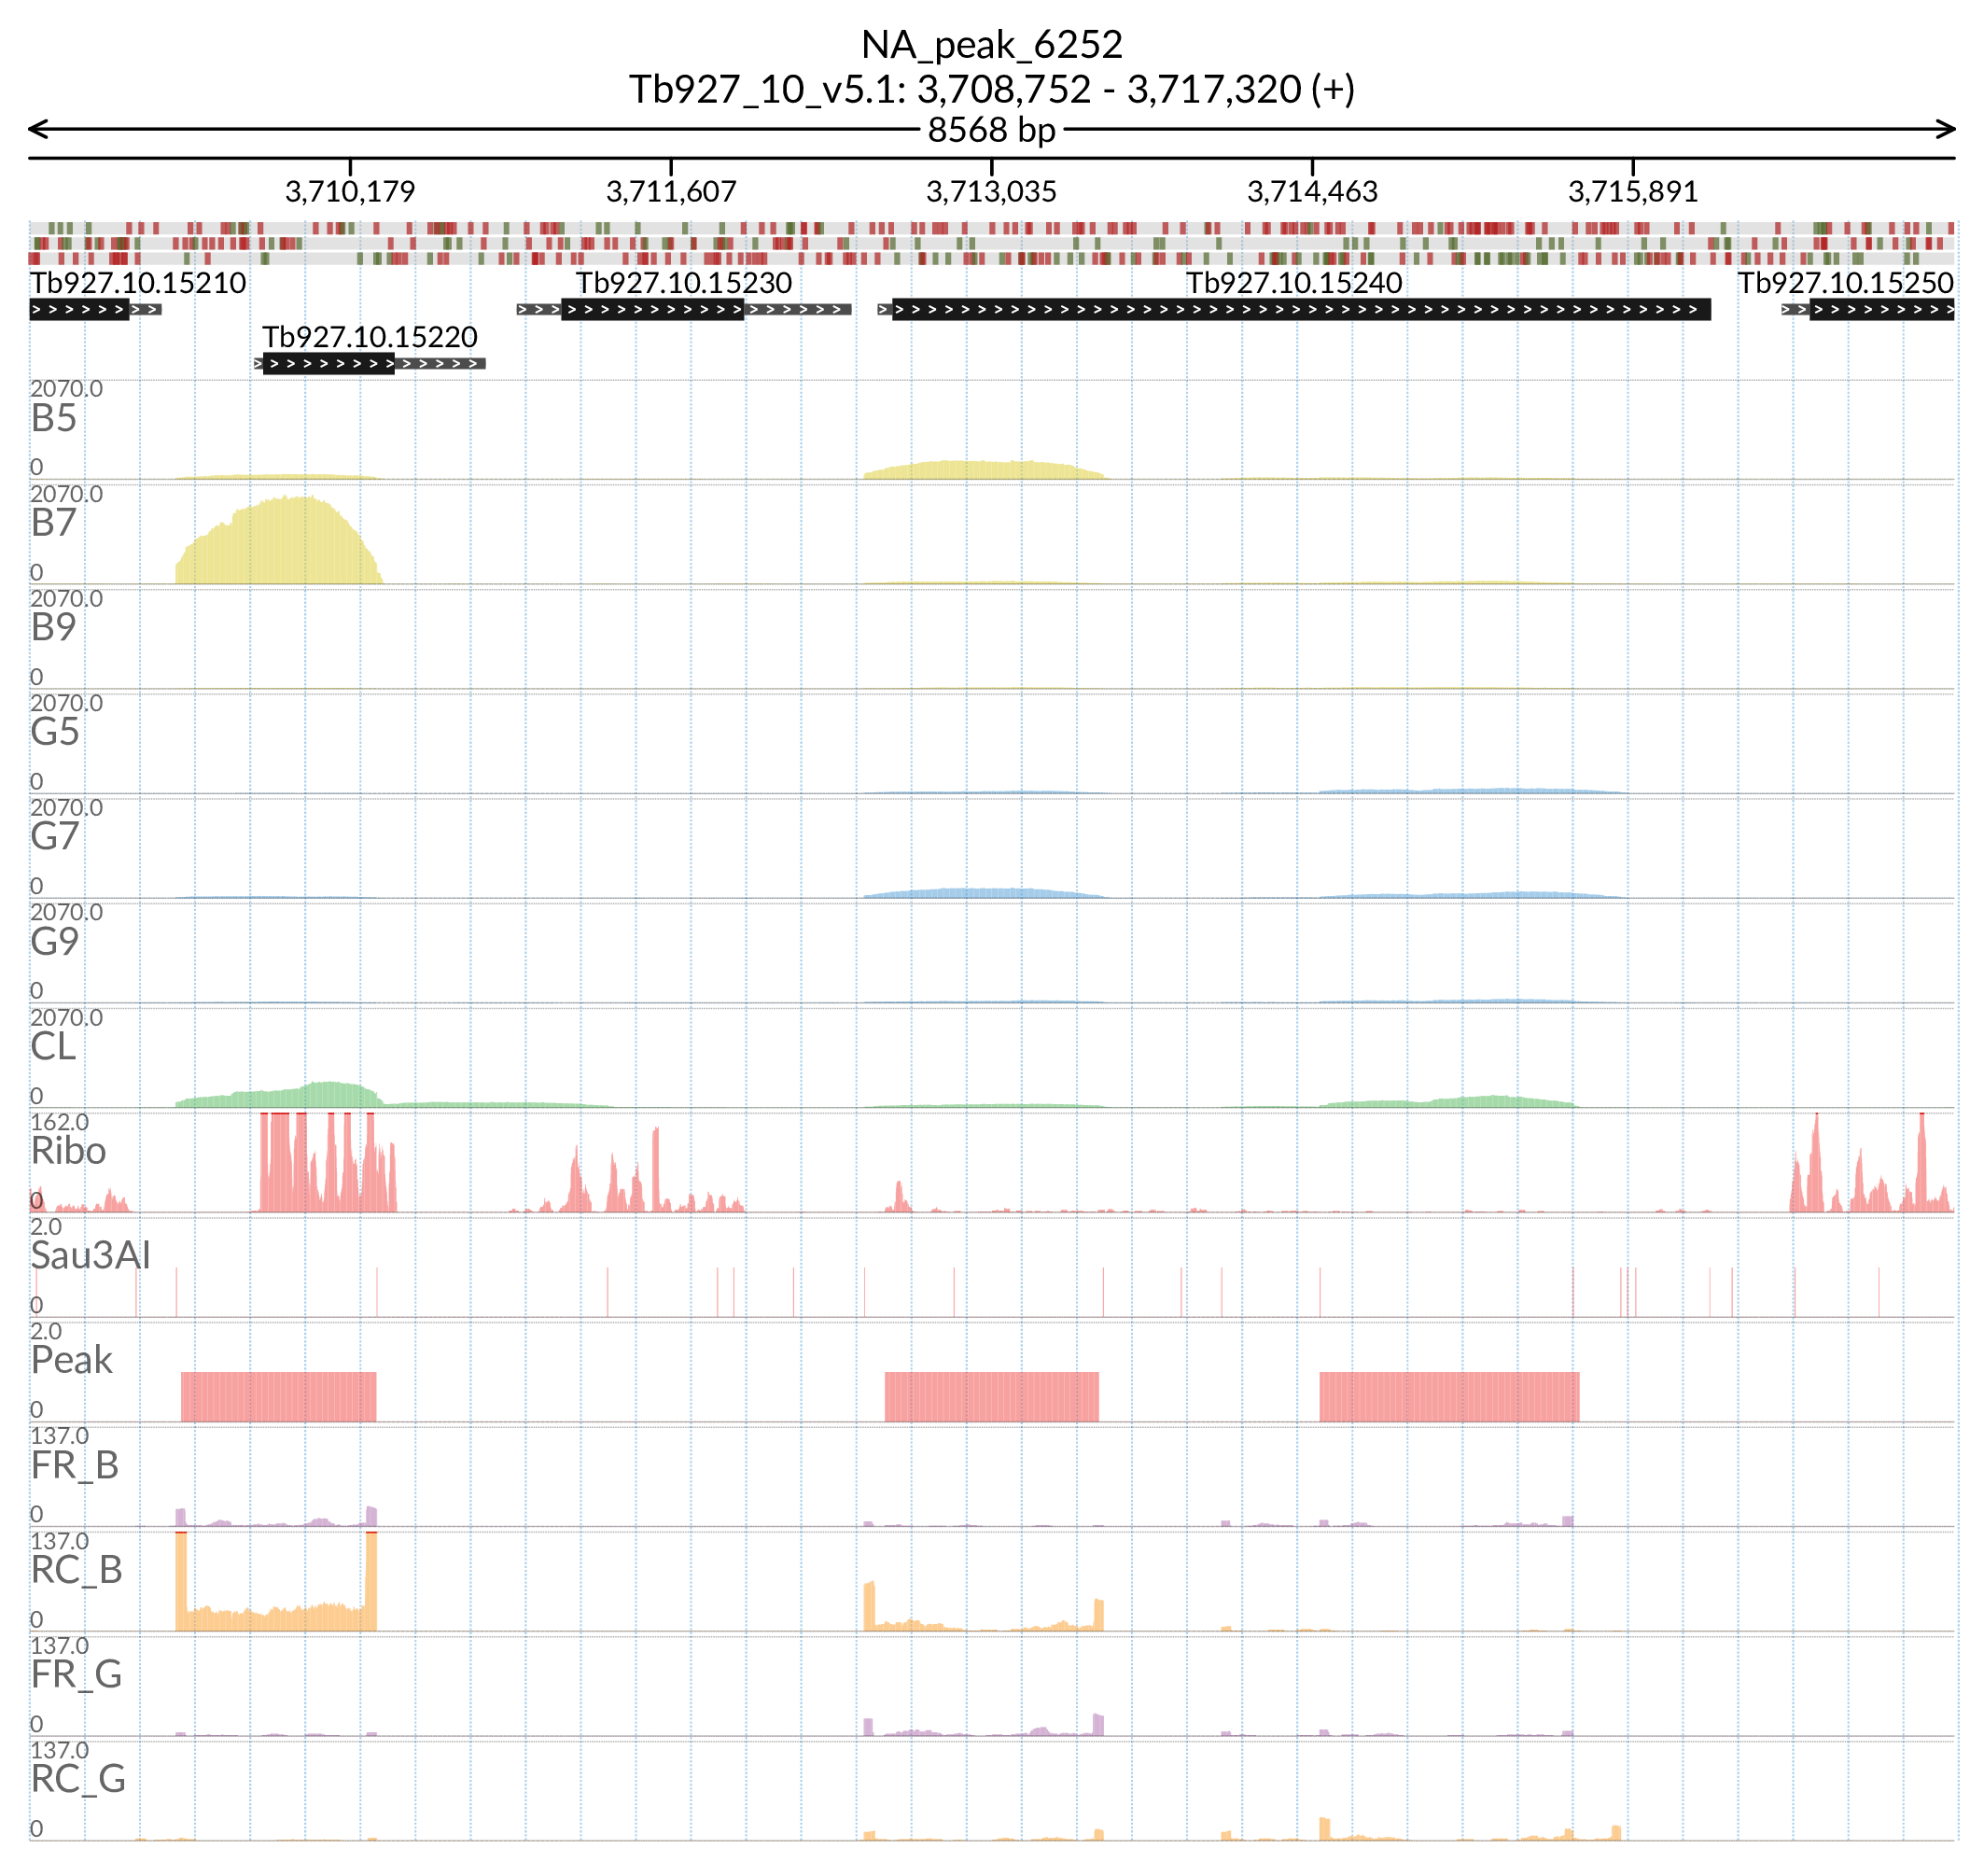 NA_peak_6252
Tb927_10_v5.1: 3,708,752 - 3,717,320 (+)
8568 bp
3,710,179 3,711,607 3,713,035 3,714,463 3,715,891
Tb927.10.15210 Tb927.10.15230 Tb927.10.15240 Tb927.10.15250
Tb927.10.15220
2070.0
B5
0
2070.0
B7
0
2070.0
B9
0
2070.0
G5
0
2070.0
G7
0
2070.0
G9
0
2070.0
CL
0
162.0
Ribo
0
2.0
Sau3AI
0
2.0
Peak
0
137.0
FR_B
0
137.0
RC_B
0
137.0
FR_G
0
137.0
RC_G
0